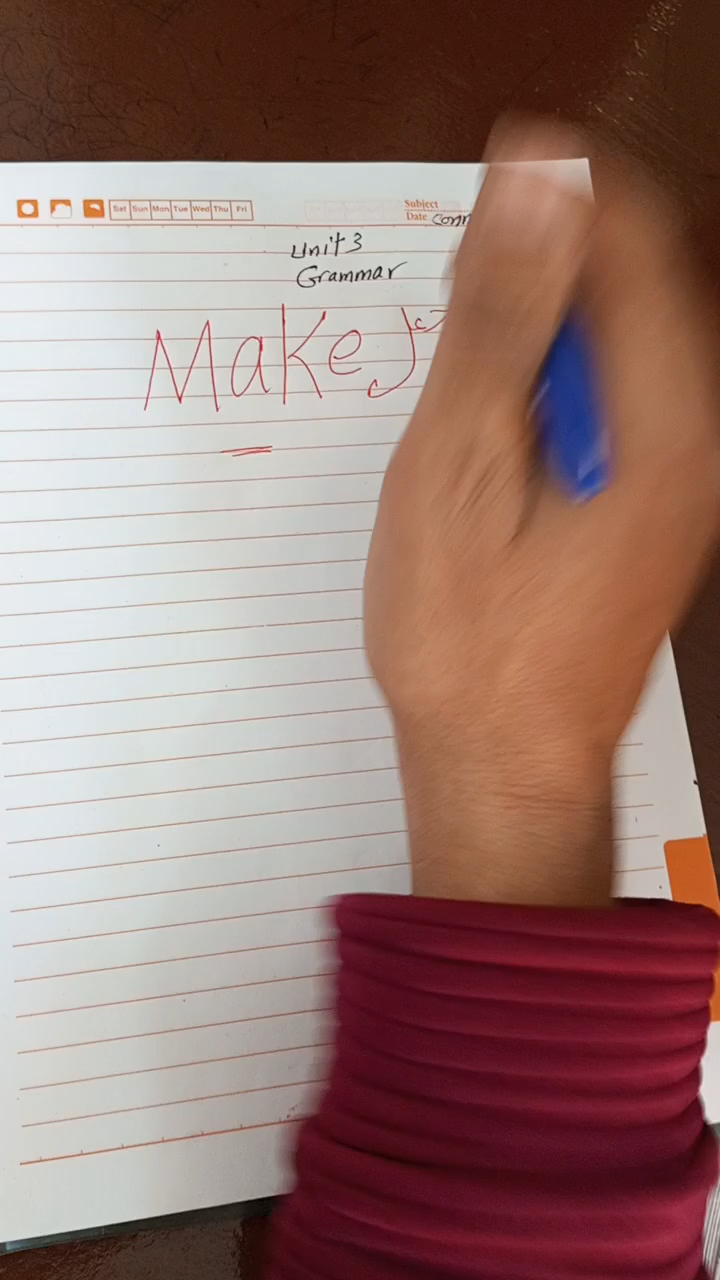 Sat Sun Mon Tue Wed Thu Fri
Subject
Date
Unit 3
Grammar
Make